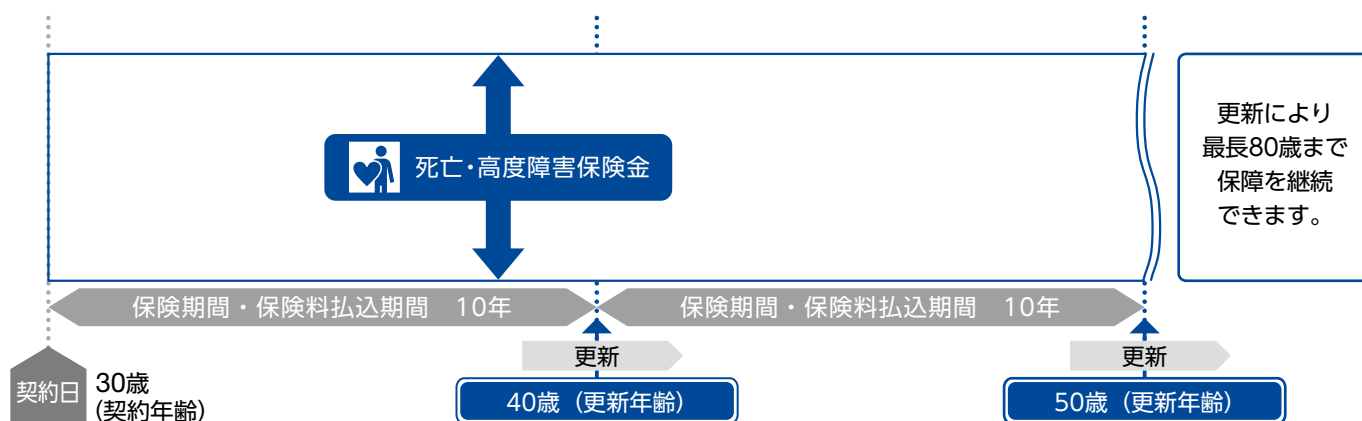 死亡・高度障害保険金
更新により
最長80歳まで
保障を継続
できます。
保険期間・保険料払込期間　10年
保険期間・保険料払込期間　10年
更新
更新
契約日
30歳
(契約年齢)
40歳（更新年齢）
50歳（更新年齢）